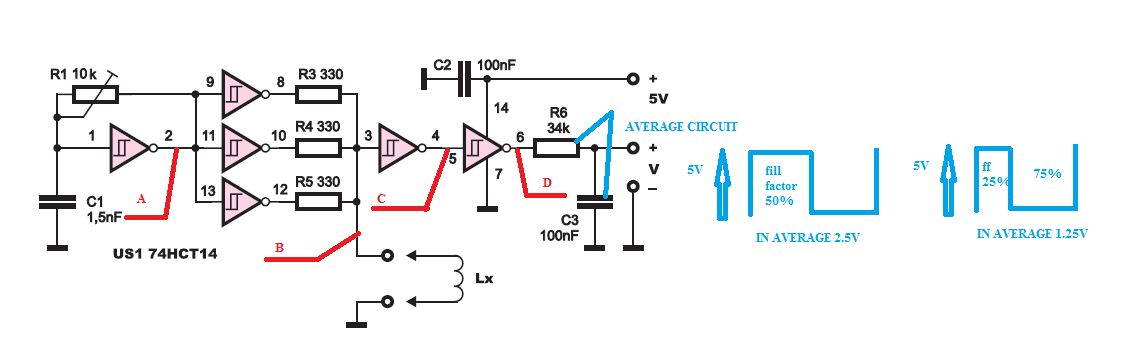 C2
100nF
R1 10k
9
8
R3 330
+
5V
14
R6
34k
AVERAGE CIRCUIT
1
2
11
10
R4 330
3
4
5
6
+
V
–
7
5V
fill
factor
50%
5V
ff
25%
75%
A
13
12
R5 330
C
D
C1
1,5nF
C3
100nF
IN AVERAGE 2.5V
IN AVERAGE 1.25V
B
US1 74HCT14
Lx